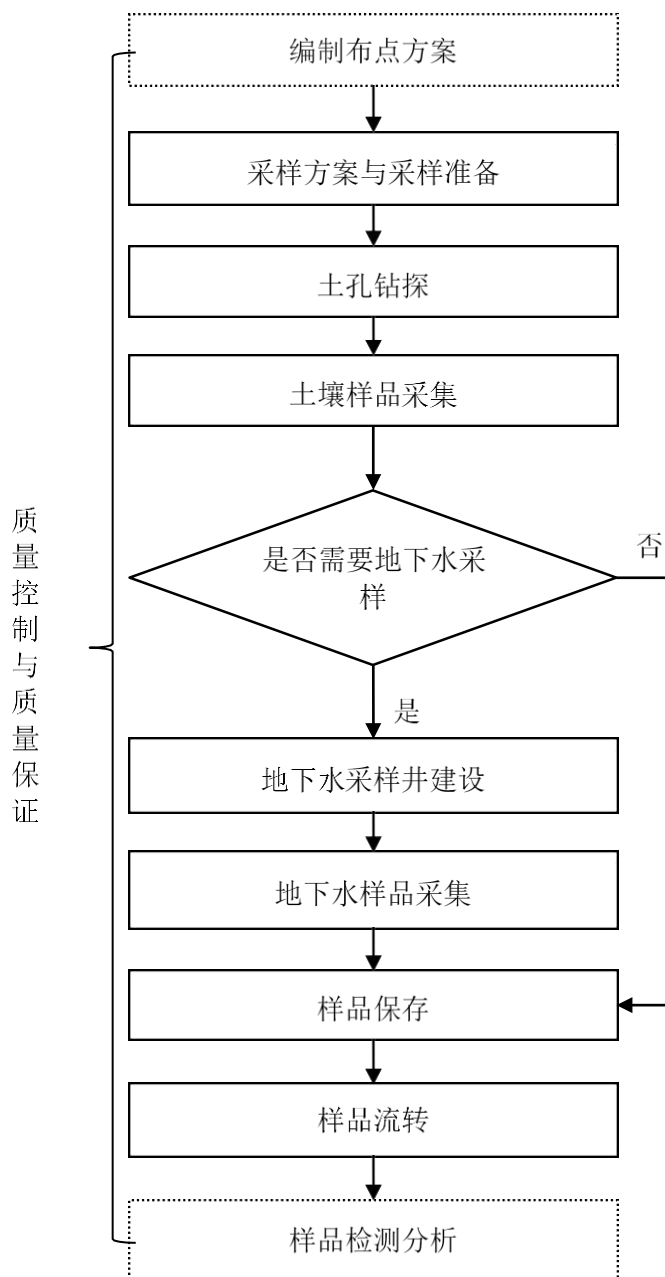 编制布点方案
采样方案与采样准备
土孔钻探
土壤样品采集
是否需要地下水采
样
否
是
质量控制与质量保证
地下水采样井建设
地下水样品采集
样品保存
样品流转
样品检测分析